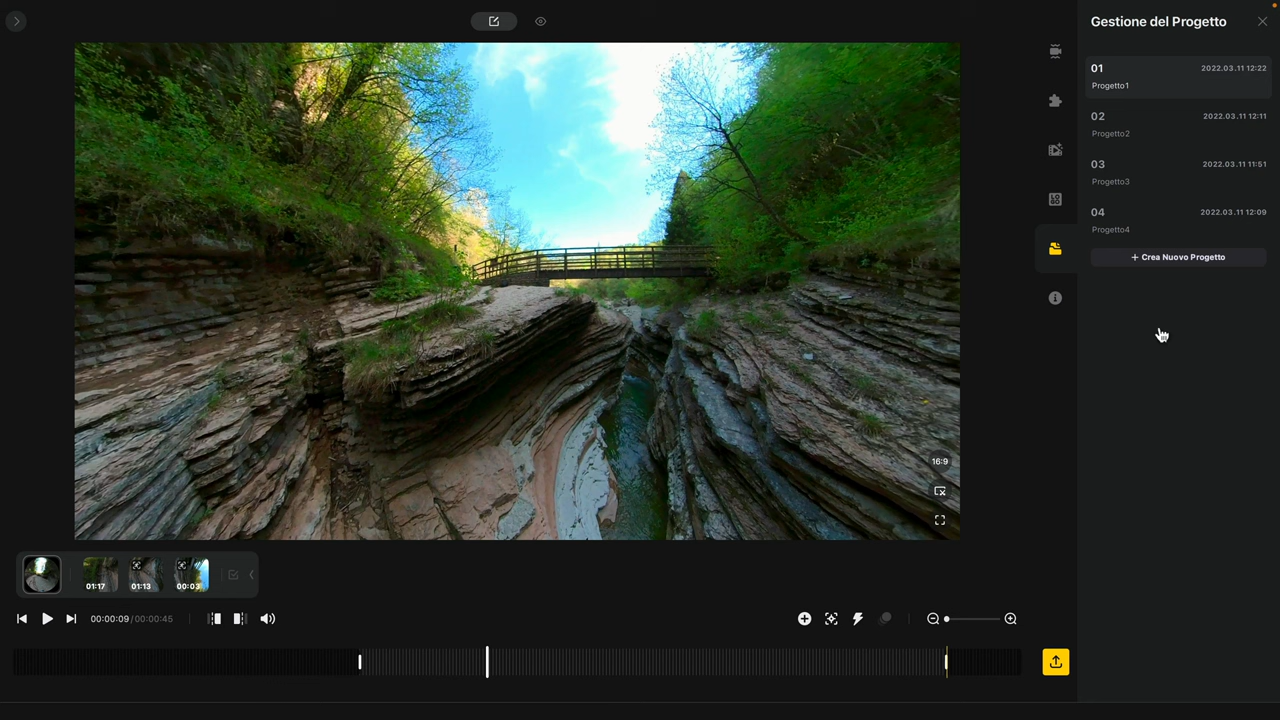 Gestione del Progetto
01 2022.03.11 12:22
Progetto1
02 2022.03.11 12:11
Progetto2
03 2022.03.11 11:51
Progetto3
04 2022.03.11 12:09
Progetto4
+ Crea Nuovo Progetto
16:9
01:17 01:13 00:03
00:00:09/00:00:45